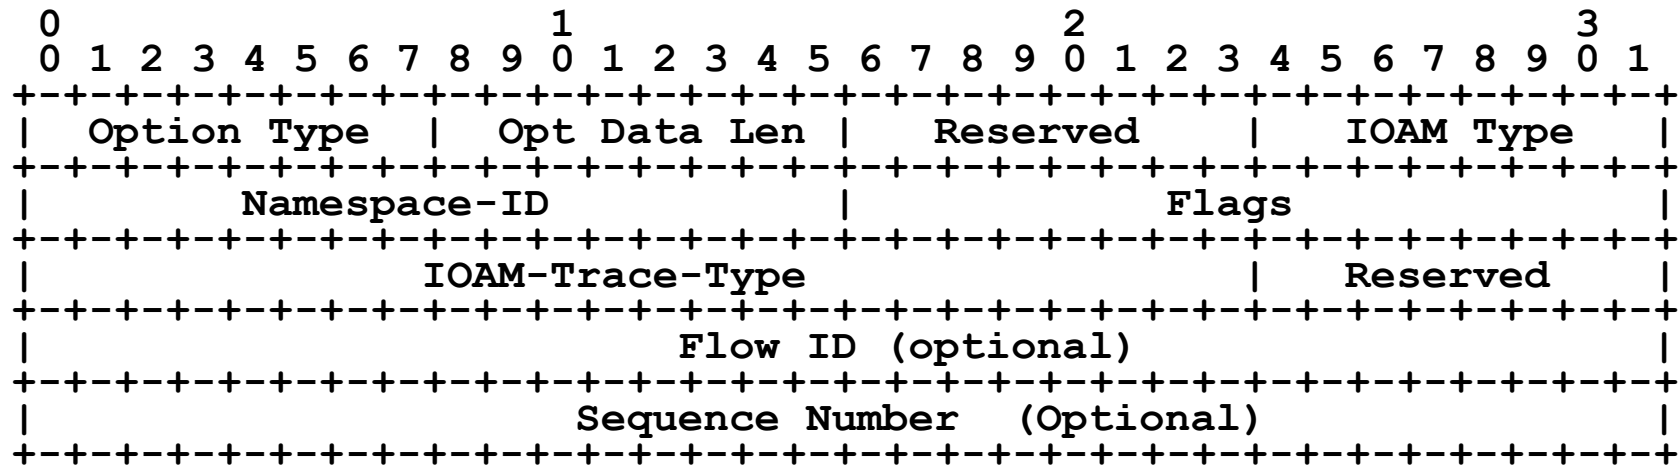 0                   1                   2                   3
 0 1 2 3 4 5 6 7 8 9 0 1 2 3 4 5 6 7 8 9 0 1 2 3 4 5 6 7 8 9 0 1
+-+-+-+-+-+-+-+-+-+-+-+-+-+-+-+-+-+-+-+-+-+-+-+-+-+-+-+-+-+-+-+-+
|  Option Type  |  Opt Data Len |   Reserved    |   IOAM Type   |
+-+-+-+-+-+-+-+-+-+-+-+-+-+-+-+-+-+-+-+-+-+-+-+-+-+-+-+-+-+-+-+-+
|        Namespace-ID           |            Flags              |
+-+-+-+-+-+-+-+-+-+-+-+-+-+-+-+-+-+-+-+-+-+-+-+-+-+-+-+-+-+-+-+-+
|               IOAM-Trace-Type                 |   Reserved    |
+-+-+-+-+-+-+-+-+-+-+-+-+-+-+-+-+-+-+-+-+-+-+-+-+-+-+-+-+-+-+-+-+
|                         Flow ID (optional)                    |
+-+-+-+-+-+-+-+-+-+-+-+-+-+-+-+-+-+-+-+-+-+-+-+-+-+-+-+-+-+-+-+-+
|                     Sequence Number  (Optional)               |
+-+-+-+-+-+-+-+-+-+-+-+-+-+-+-+-+-+-+-+-+-+-+-+-+-+-+-+-+-+-+-+-+